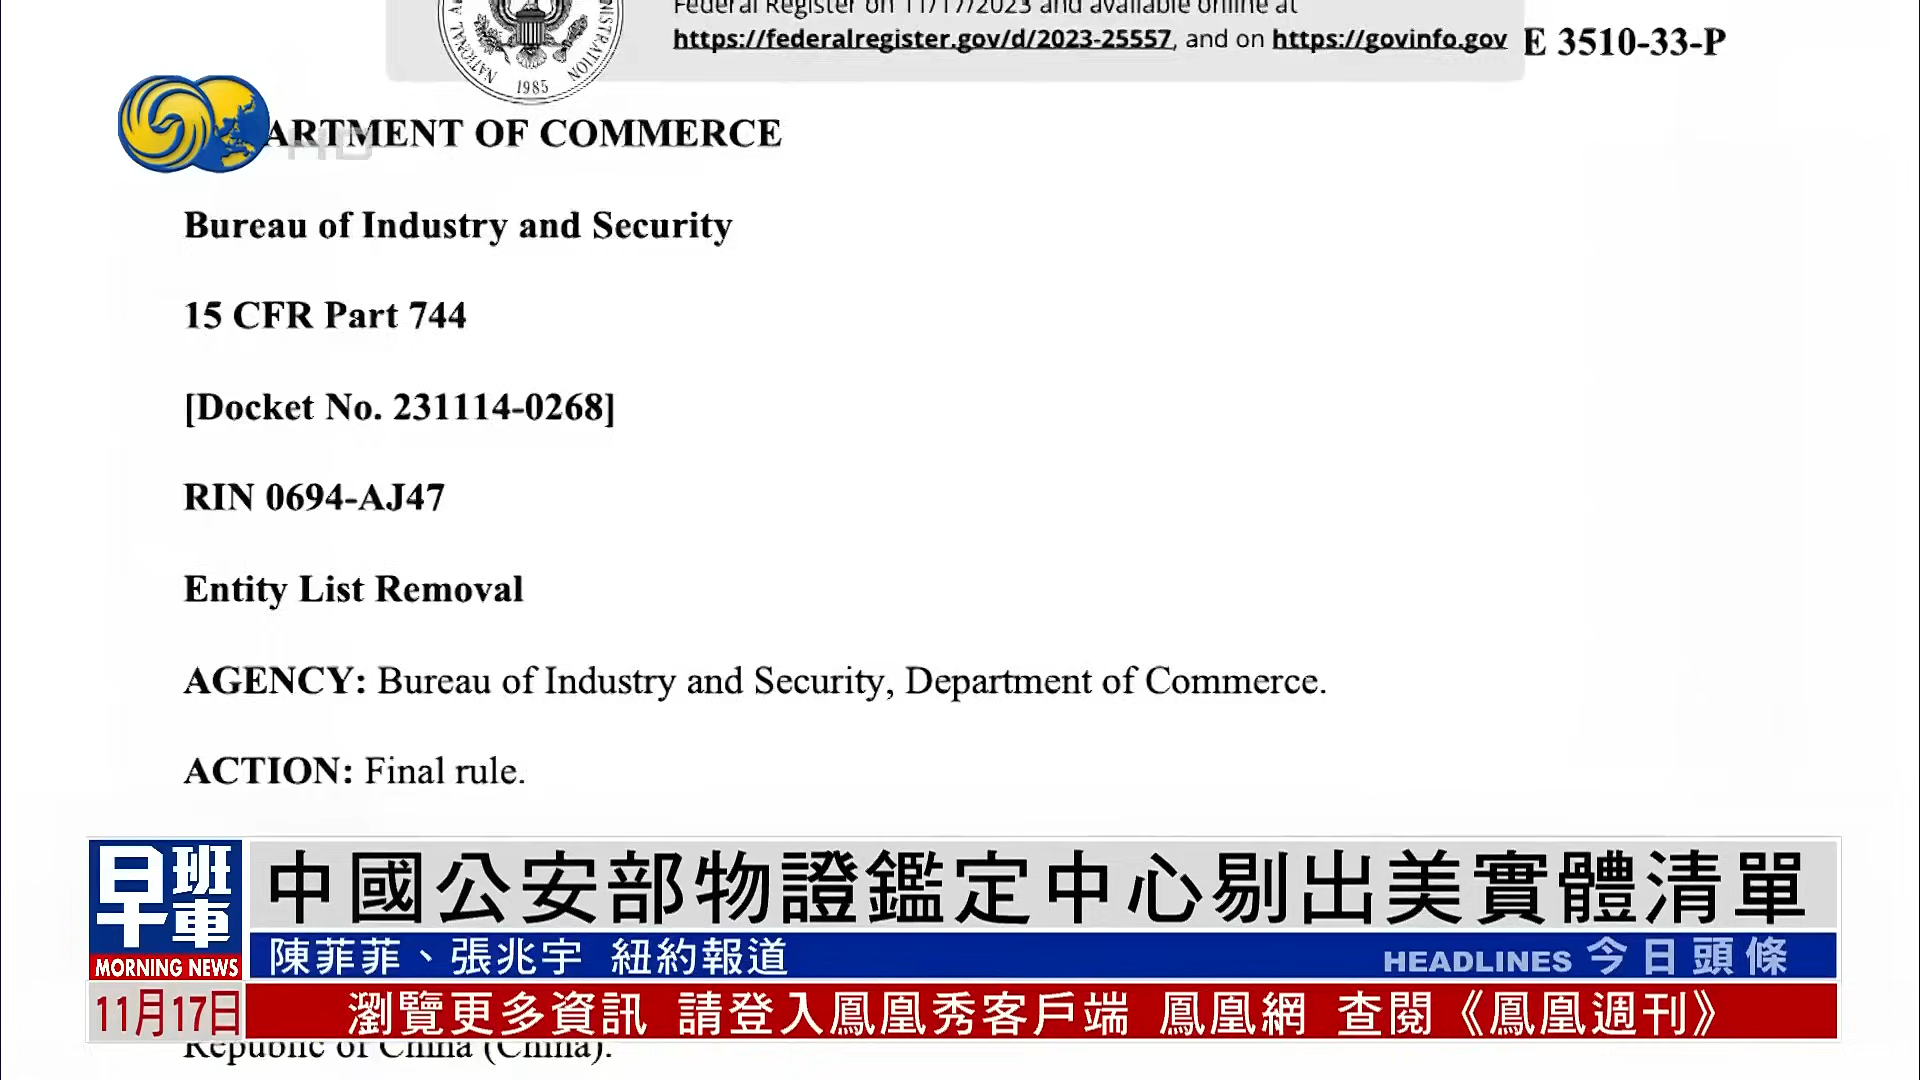 Federal Register on 11/17/2023 and available online at
https://federalregister.gov/d/2023-25557, and on https://govinfo.gov
E 3510-33-P
1985
ARTMENT OF COMMERCE
HD
Bureau of Industry and Security
15 CFR Part 744
[Docket No. 231114-0268]
RIN 0694-AJ47
Entity List Removal
AGENCY: Bureau of Industry and Security, Department of Commerce.
ACTION: Final rule.
早班車
MORNING NEWS
中國公安部物證鑑定中心剔出美實體清單
陳菲菲、張兆宇 紐約報道
HEADLINES 今日頭條
11月17日
瀏覽更多資訊 請登入鳳凰秀客戶端 鳳凰網 查閱《鳳凰週刊》
Republic of China (China).